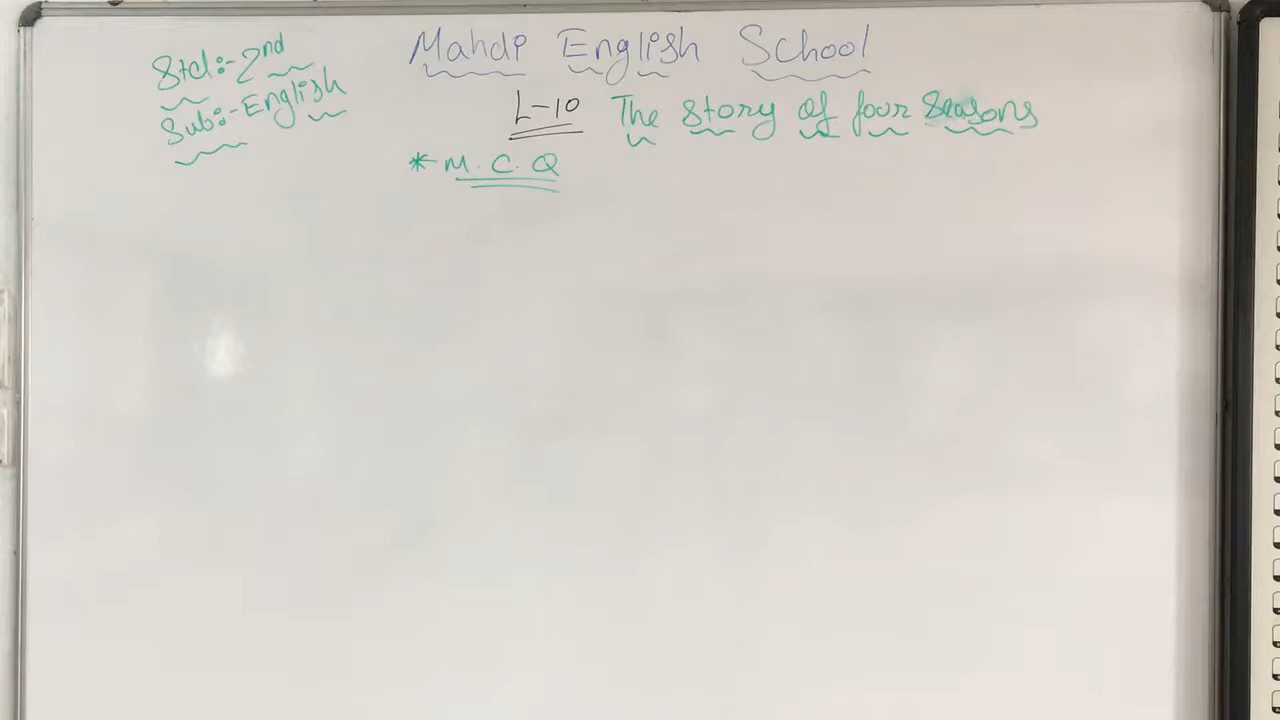 Mahdi English School
Std:- 2nd
Sub:- English
L-10 The Story of four Seasons
* M. C. Q